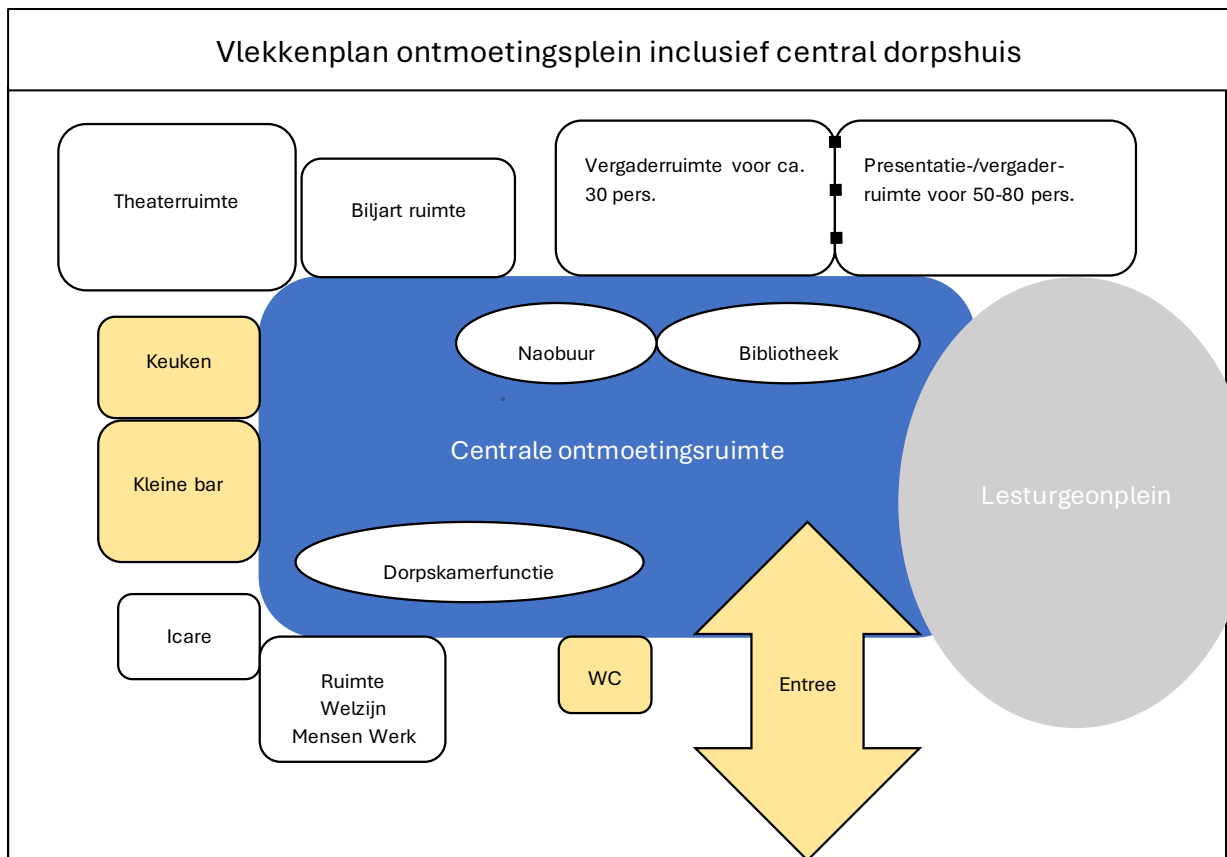 Vlekkenplan ontmoetingsplein inclusief central dorpshuis
Theaterruimte
Biljart ruimte
Vergaderruimte voor ca.
30 pers.
Presentatie-/vergader-
ruimte voor 50-80 pers.
Keuken
Naobuur
Bibliotheek
Centrale ontmoetingsruimte
Kleine bar
Lesturgeonplein
Dorpskamerfunctie
Icare
Ruimte
Welzijn
Mensen Werk
WC
Entree